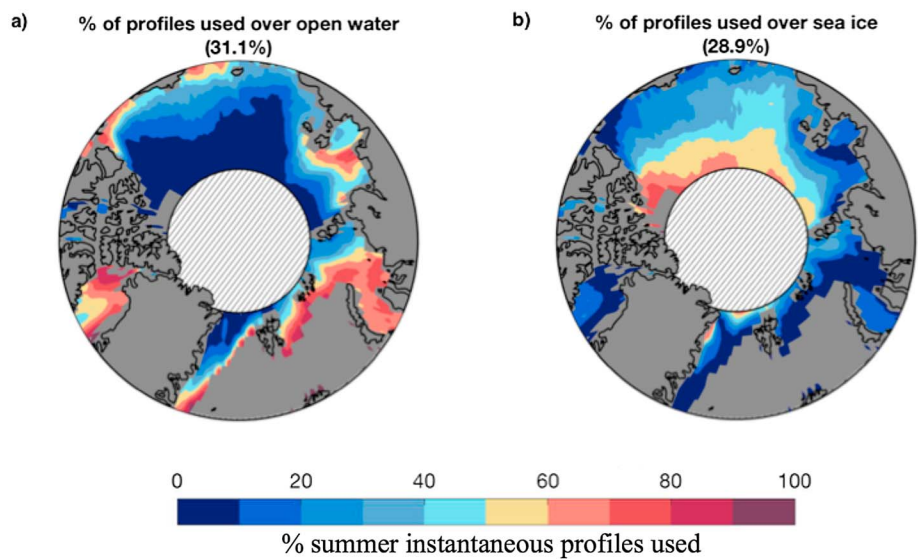 a)
% of profiles used over open water
(31.1%)
b)
% of profiles used over sea ice
(28.9%)
0 20 40 60 80 100
% summer instantaneous profiles used